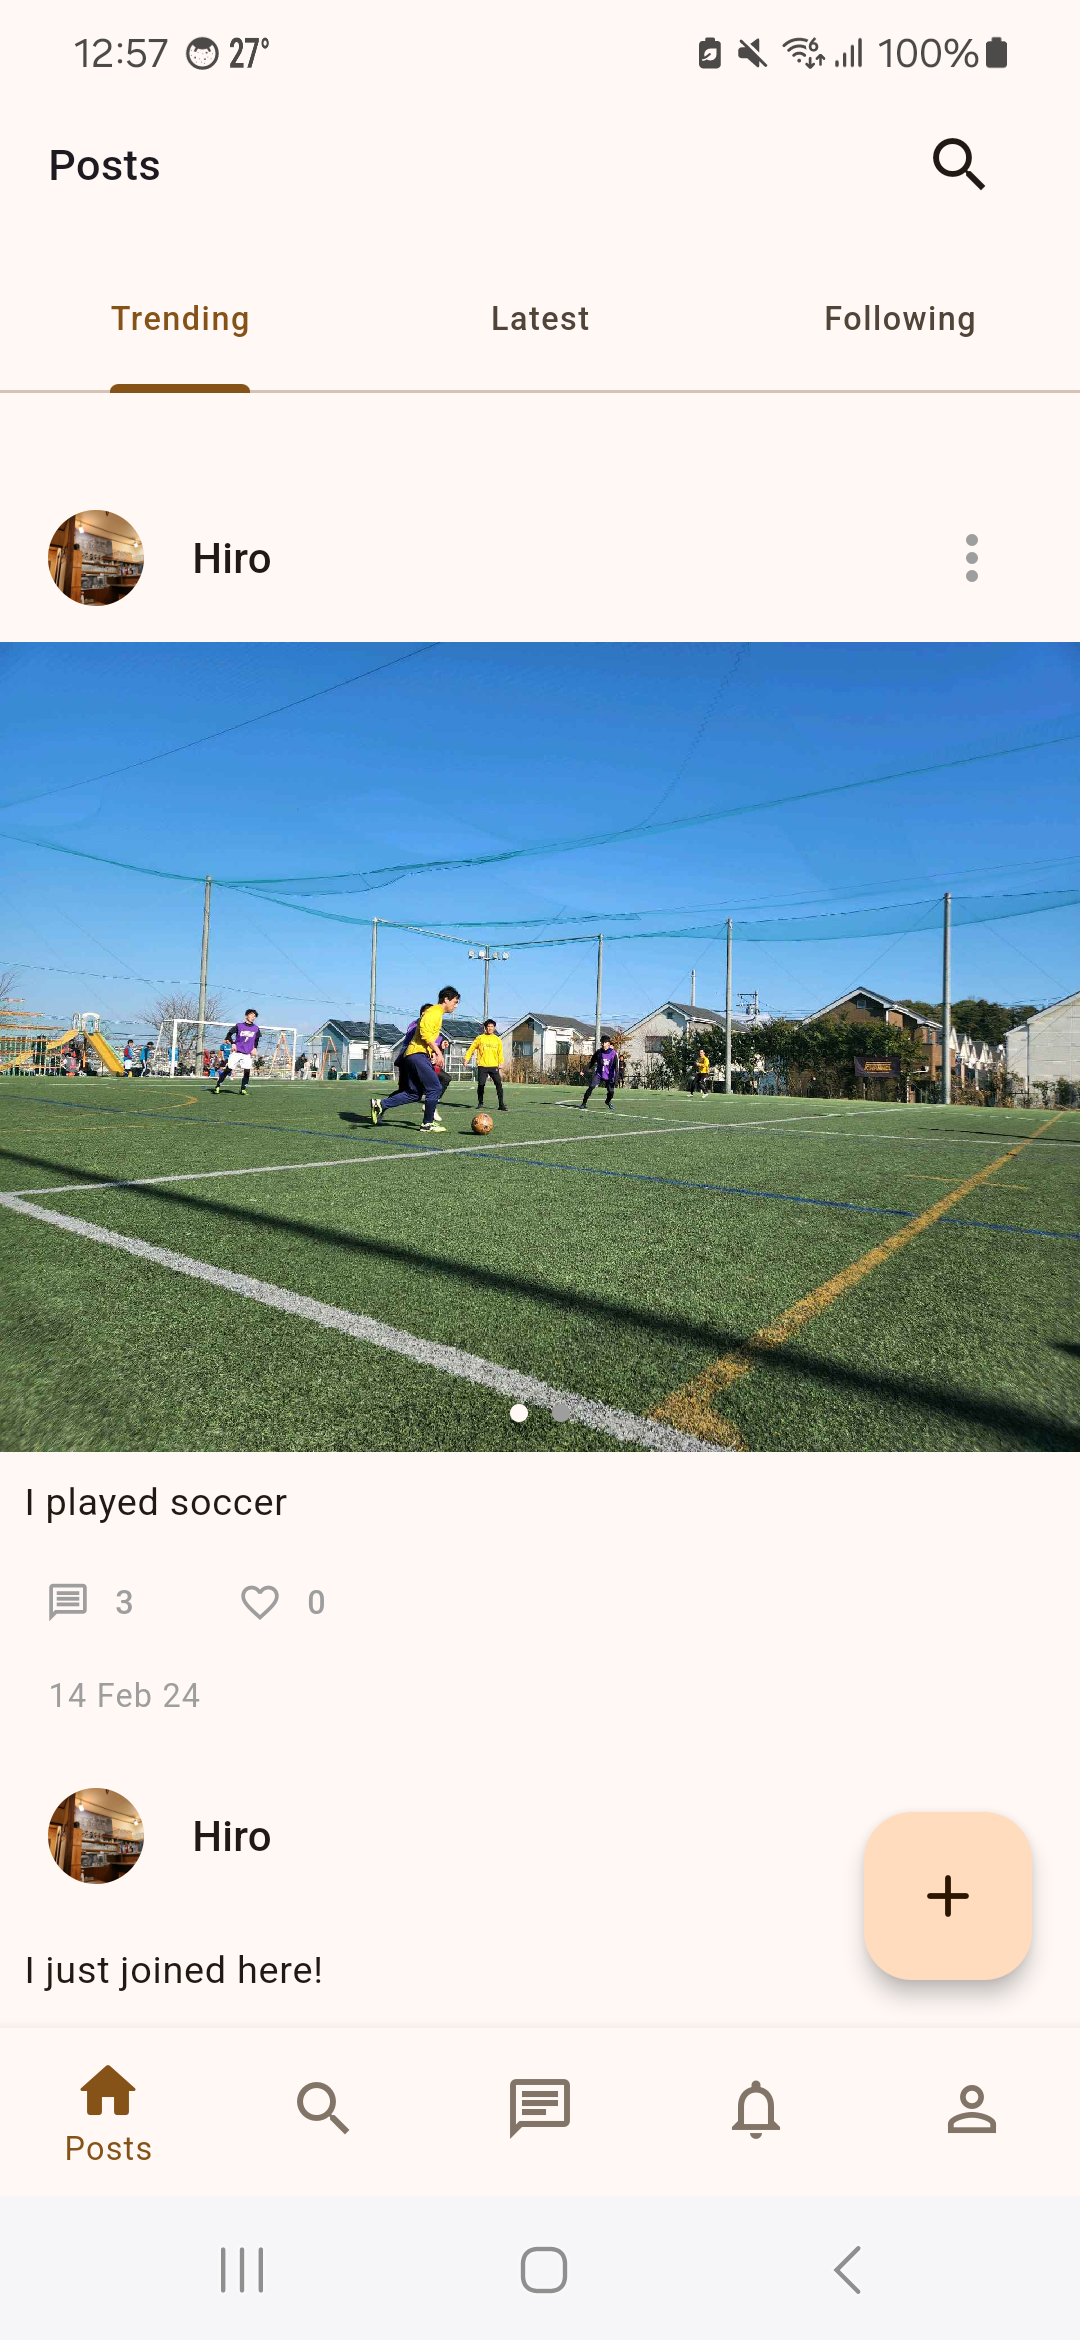 12:57 27° 6 100%
Posts
Trending Latest Following
Hiro
I played soccer
3 0
14 Feb 24
Hiro
I just joined here!
Posts